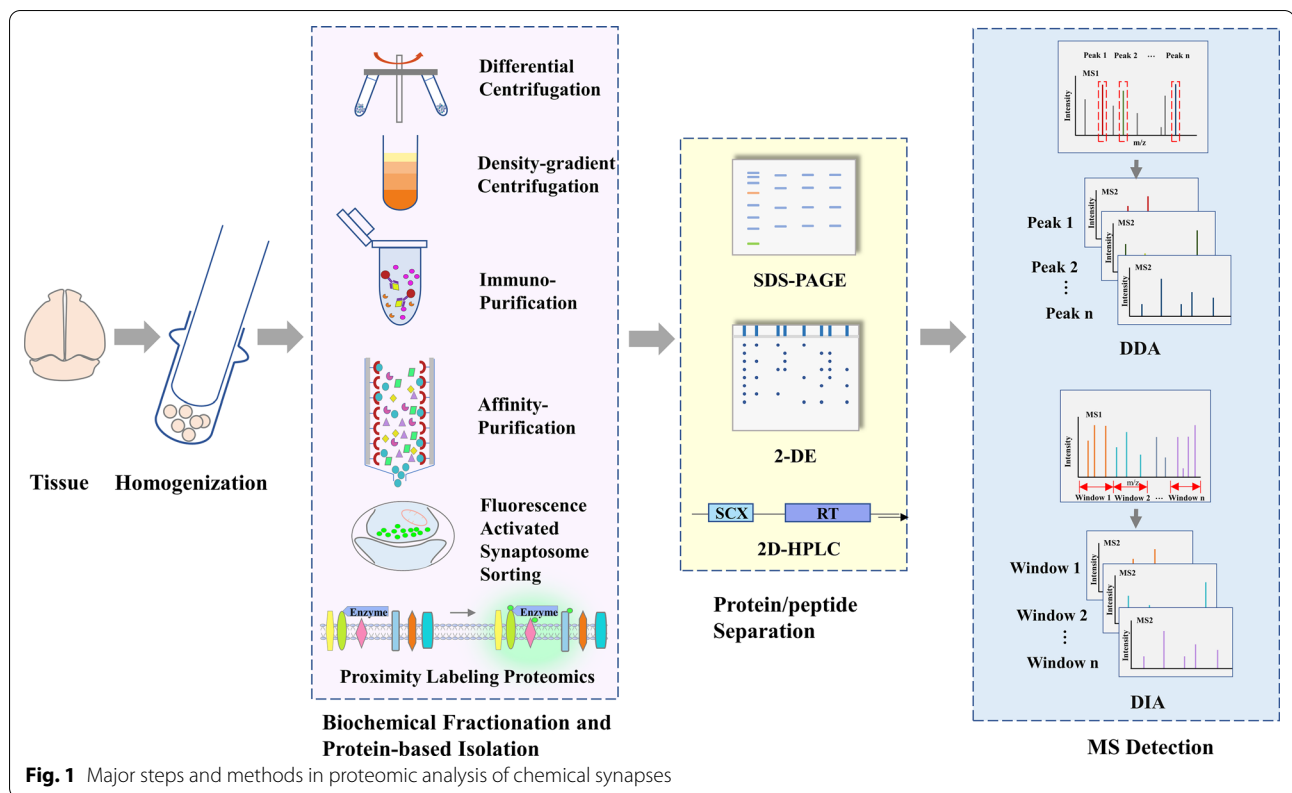 Tissue
Homogenization
Differential
Centrifugation
Density-gradient
Centrifugation
Immuno-
Purification
Affinity-
Purification
Fluorescence
Activated
Synaptosome
Sorting
Enzyme
Enzyme
Proximity Labeling Proteomics
Biochemical Fractionation and
Protein-based Isolation
SDS-PAGE
2-DE
SCX
RT
2D-HPLC
Protein/peptide
Separation
Peak 1 Peak 2 ... Peak n
MS1
Intensity
m/z
MS2
Intensity
Peak 1
MS2
Intensity
Peak 2
⋮
MS2
Intensity
Peak n
DDA
MS1
Intensity
m/z
Window 1 Window 2 ... Window n
MS2
Intensity
Window 1
MS2
Intensity
Window 2
⋮
MS2
Intensity
Window n
DIA
MS Detection
Fig. 1 Major steps and methods in proteomic analysis of chemical synapses